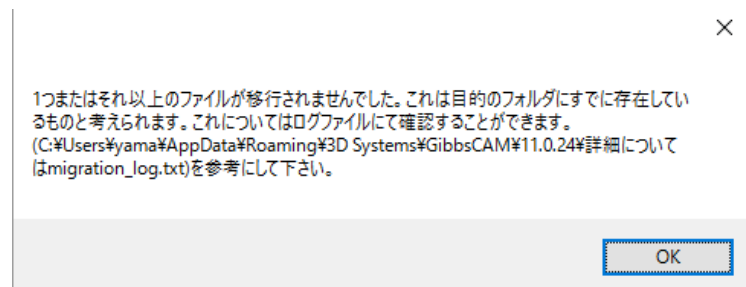 1つまたはそれ以上のファイルが移行されませんでした。これは目的のフォルダにすでに存在してい
るものと考えられます。これについてはログファイルにて確認することができます。
(C:¥Users¥yama¥AppData¥Roaming¥3D Systems¥GibbsCAM¥11.0.24¥詳細について
はmigration_log.txt)を参考にして下さい。
OK